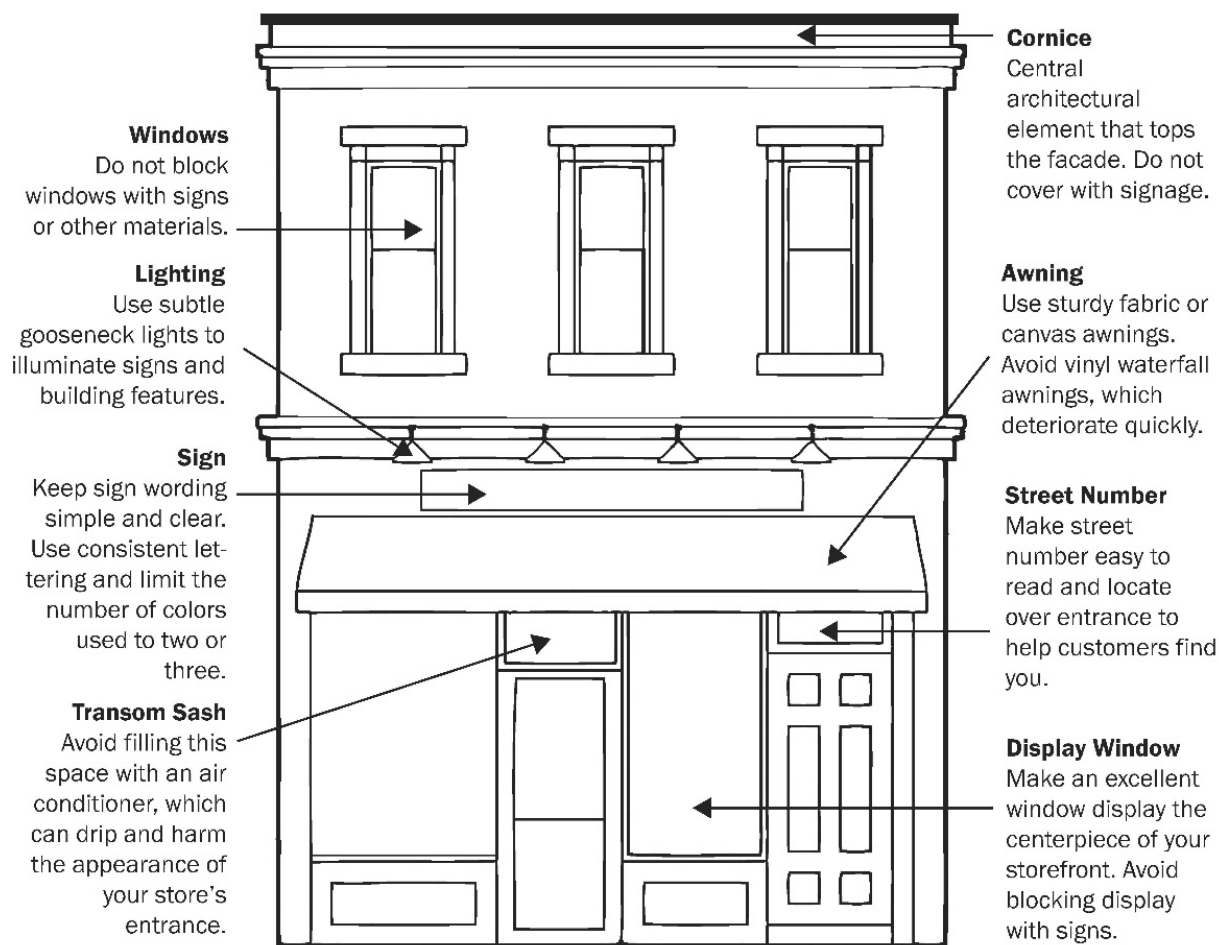 Windows
Do not block
windows with signs
or other materials.
Lighting
Use subtle
gooseneck lights to
illuminate signs and
building features.
Sign
Keep sign wording
simple and clear.
Use consistent let-
tering and limit the
number of colors
used to two or
three.
Transom Sash
Avoid filling this
space with an air
conditioner, which
can drip and harm
the appearance of
your store's
entrance.
Cornice
Central
architectural
element that tops
the facade. Do not
cover with signage.
Awning
Use sturdy fabric or
canvas awnings.
Avoid vinyl waterfall
awnings, which
deteriorate quickly.
Street Number
Make street
number easy to
read and locate
over entrance to
help customers find
you.
Display Window
Make an excellent
window display the
centerpiece of your
storefront. Avoid
blocking display
with signs.